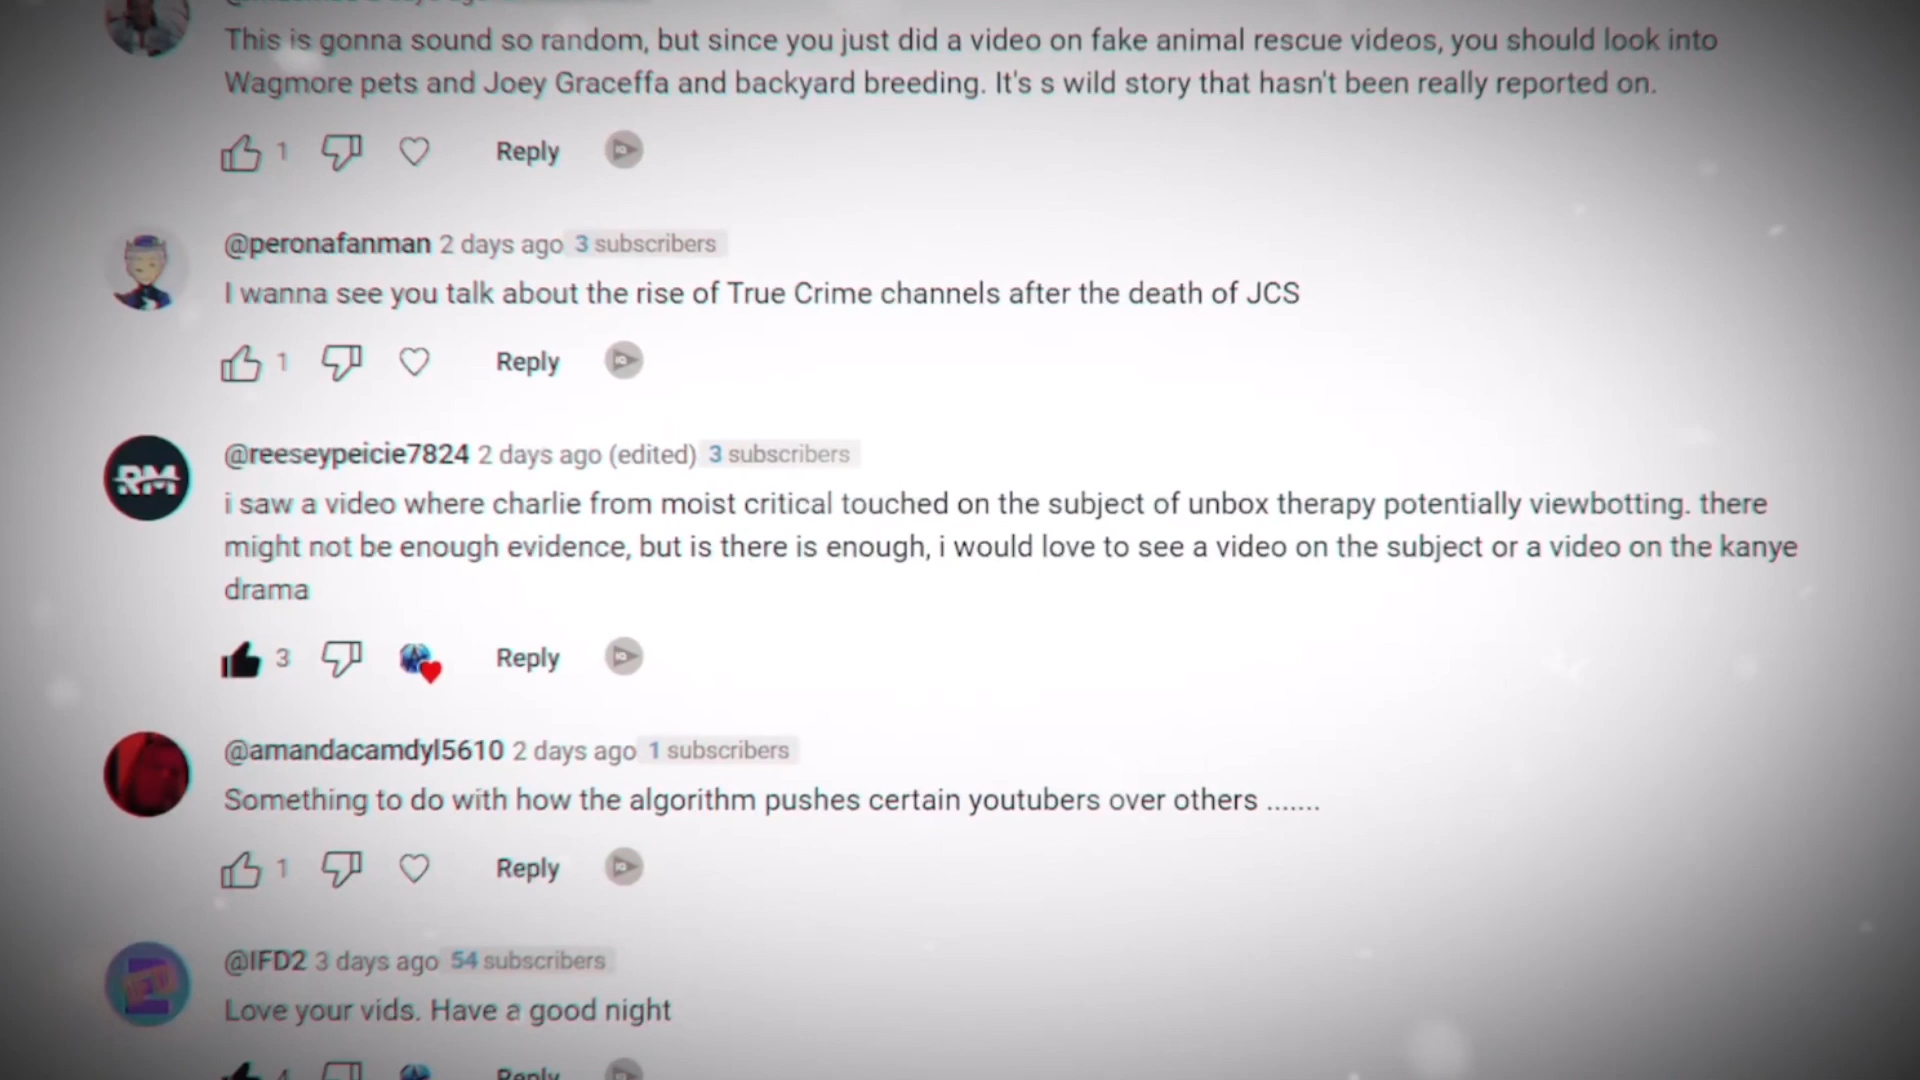 This is gonna sound so random, but since you just did a video on fake animal rescue videos, you should look into
Wagmore pets and Joey Graceffa and backyard breeding. It's s wild story that hasn't been really reported on.
1 Reply
@peronafanman 2 days ago 3 subscribers
I wanna see you talk about the rise of True Crime channels after the death of JCS
1 Reply
RM
@reeseypeicie7824 2 days ago (edited) 3 subscribers
i saw a video where charlie from moist critical touched on the subject of unbox therapy potentially viewbotting. there
might not be enough evidence, but is there is enough, i would love to see a video on the subject or a video on the kanye
drama
3 Reply
@amandacamdyl5610 2 days ago 1 subscribers
Something to do with how the algorithm pushes certain youtubers over others .......
1 Reply
@IFD2 3 days ago 54 subscribers
Love your vids. Have a good night
4 Reply